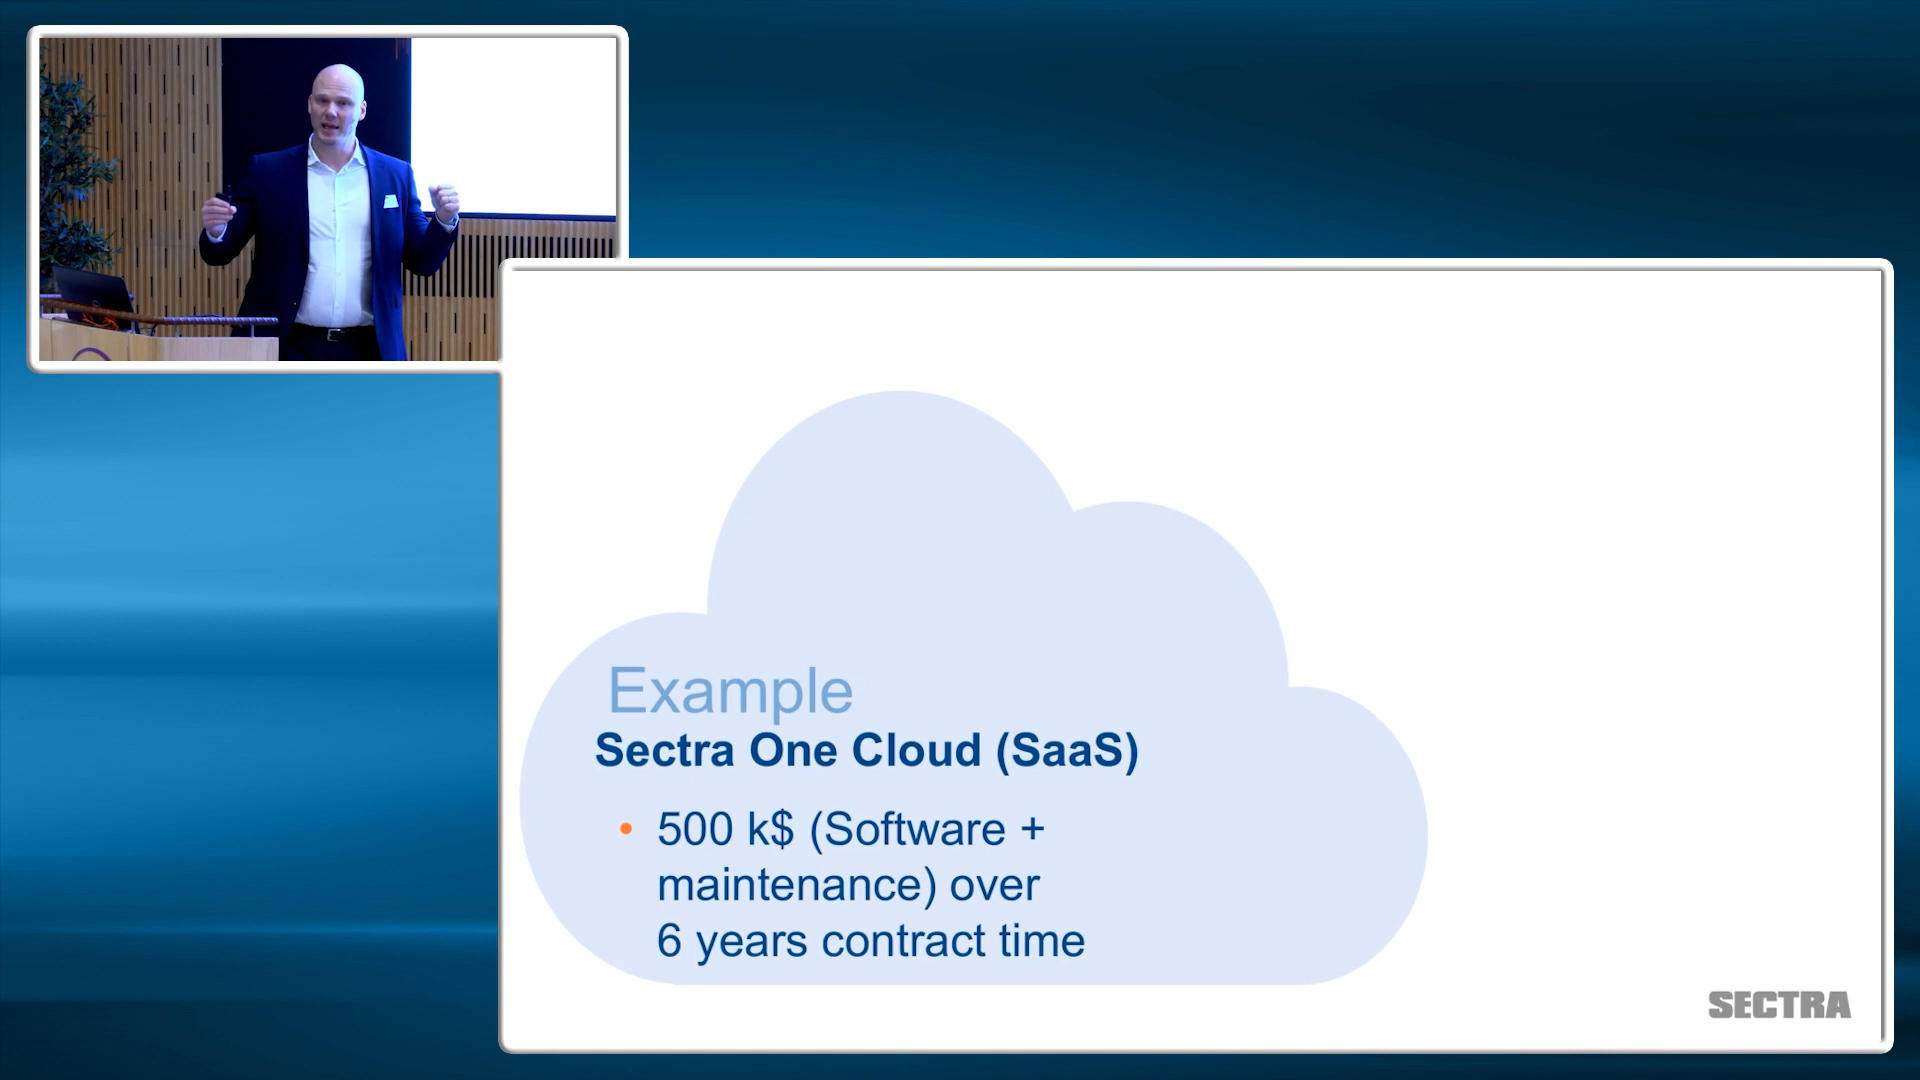 Example
Sectra One Cloud (SaaS)
• 500 k$ (Software +
maintenance) over
6 years contract time
SECTRA